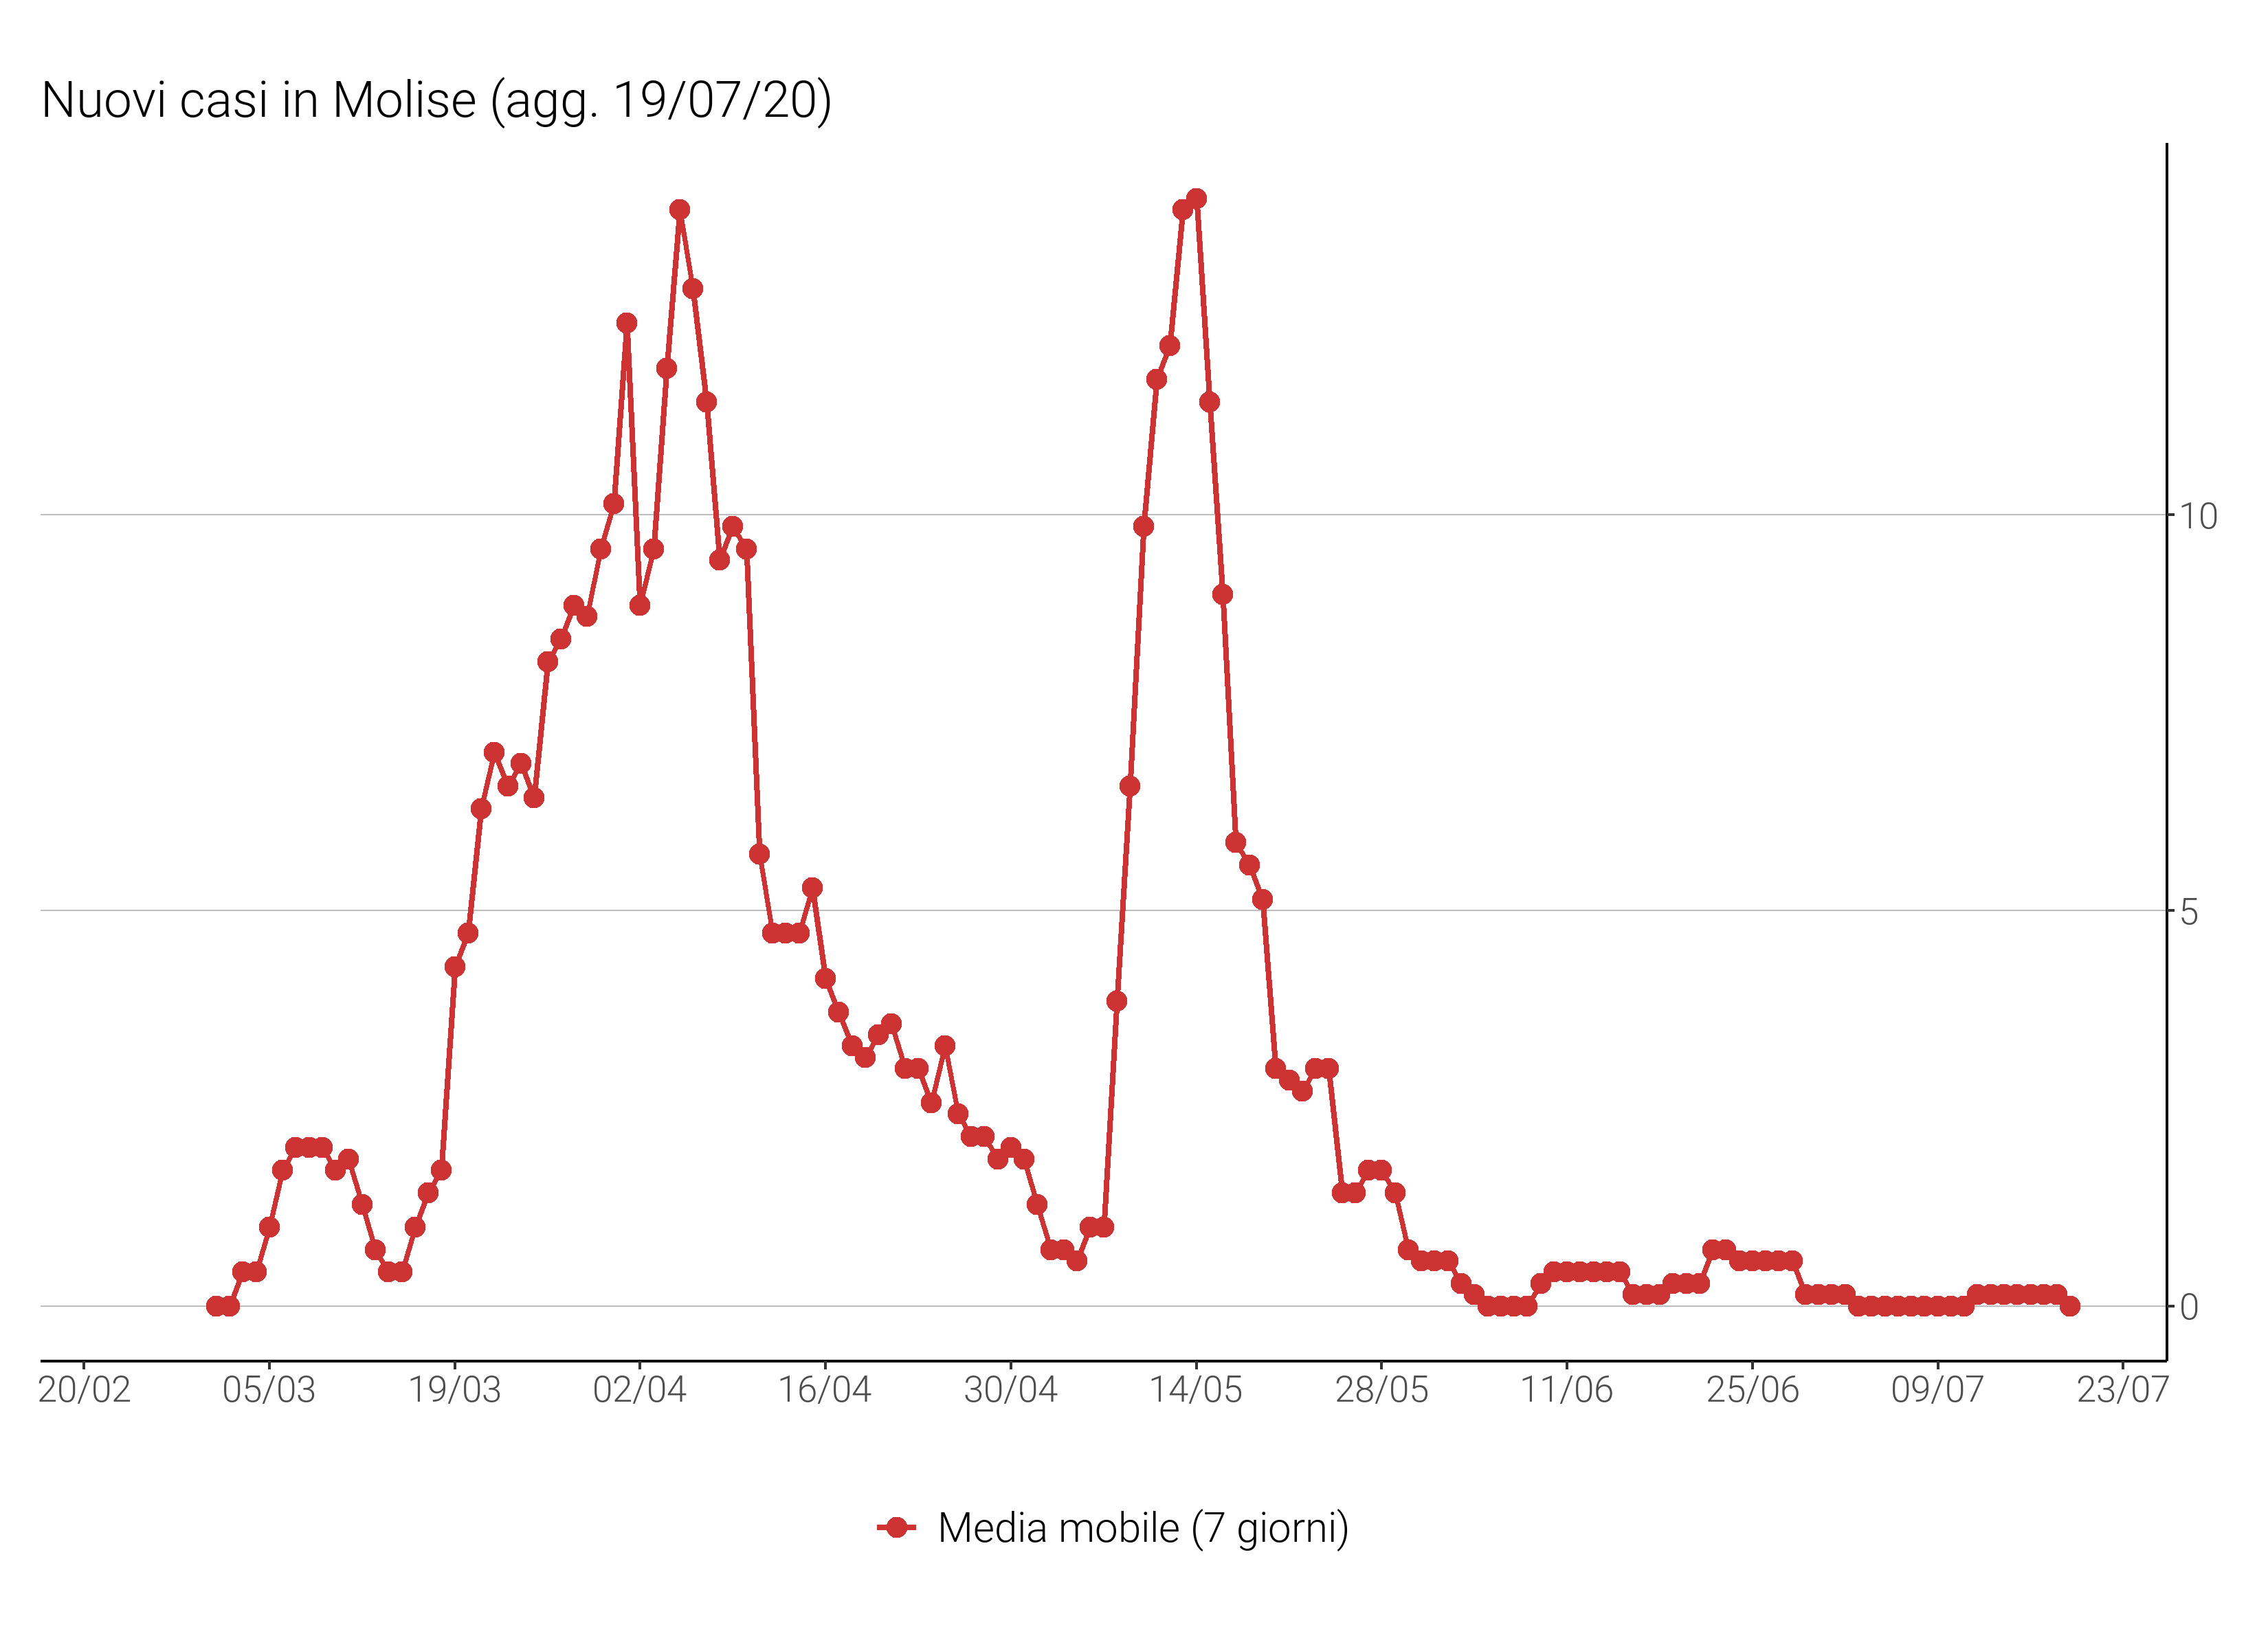 Nuovi casi in Molise (agg. 19/07/20)
10
5
0
20/02 05/03 19/03 02/04 16/04 30/04 14/05 28/05 11/06 25/06 09/07 23/07
Media mobile (7 giorni)